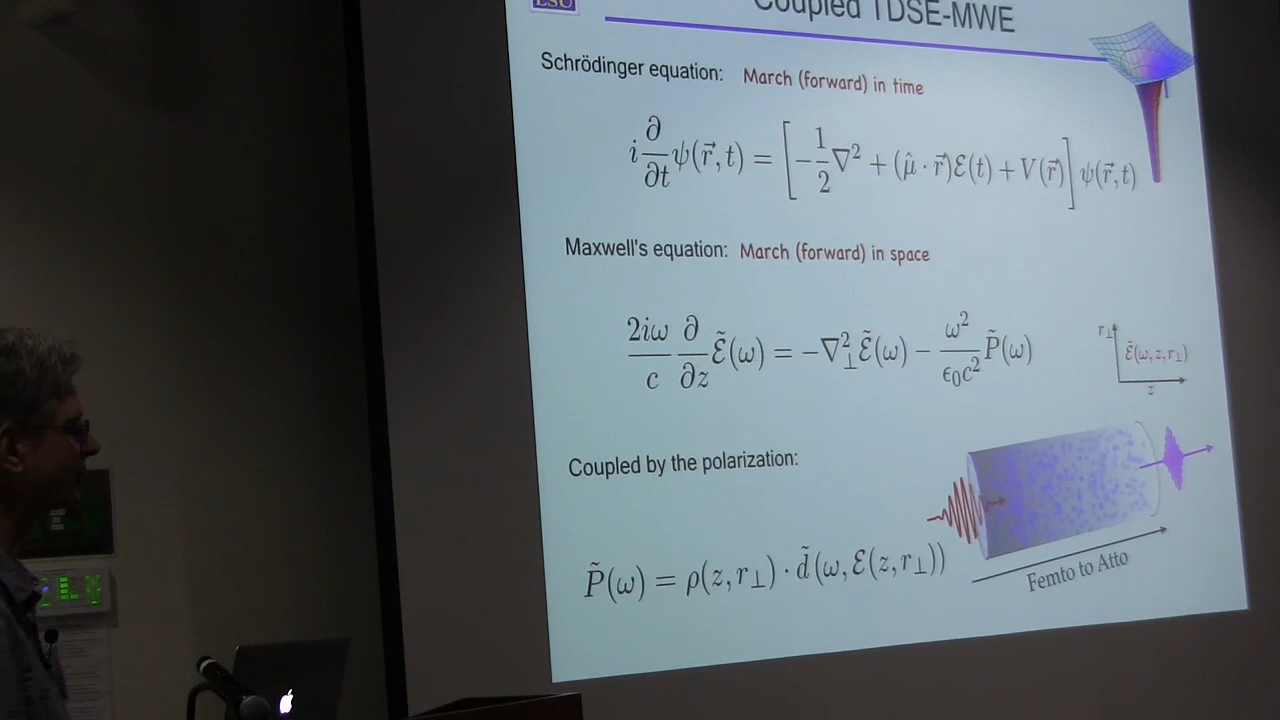 LSU
Coupled TDSE-MWE
Schrödinger equation: March (forward) in time
i ∂/∂t ψ(r⃗,t) = [−1/2 ∇² + (μ̂ · r⃗)ℰ(t) + V(r⃗)] ψ(r⃗,t)
Maxwell's equation: March (forward) in space
2iω/c ∂/∂z ℰ̃(ω) = −∇²⊥ ℰ̃(ω) − ω²/ϵ₀c² P̃(ω)
r⊥
ℰ̃(ω,z,r⊥)
z
Coupled by the polarization:
P̃(ω) = ρ(z,r⊥) · d̃(ω,ℰ(z,r⊥))
Femto to Atto